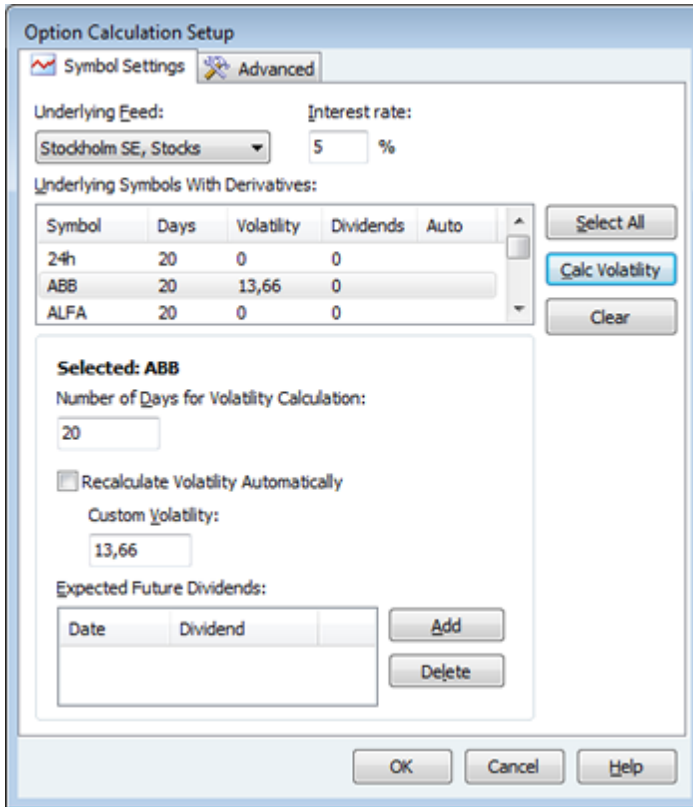 Option Calculation Setup
Symbol Settings Advanced
Underlying Feed: Interest rate:
Stockholm SE, Stocks 5 %
Underlying Symbols With Derivatives:
Symbol Days Volatility Dividends Auto
24h 20 0 0
ABB 20 13,66 0
ALFA 20 0 0
Select All
Calc Volatility
Clear
Selected: ABB
Number of Days for Volatility Calculation:
20
Recalculate Volatility Automatically
Custom Volatility:
13,66
Expected Future Dividends:
Date Dividend
Add
Delete
OK Cancel Help